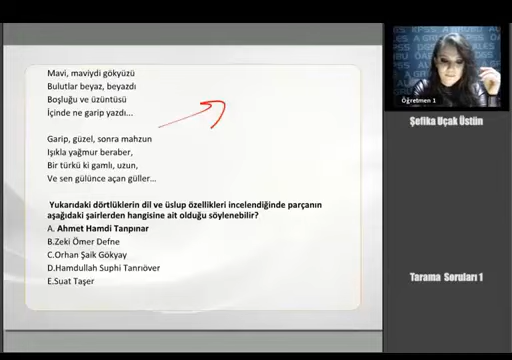 Mavi, maviydi gökyüzü
Bulutlar beyaz, beyazdı
Boşluğu ve üzüntüsü
İçinde ne garip yazdı...
Garip, güzel, sonra mahzun
Işıkla yağmur beraber,
Bir türkü ki gamlı, uzun,
Ve sen gülünce açan güller...
Yukarıdaki dörtlüklerin dil ve üslup özellikleri incelendiğinde parçanın
aşağıdaki şairlerden hangisine ait olduğu söylenebilir?
A. Ahmet Hamdi Tanpınar
B.Zeki Ömer Defne
C.Orhan Şaik Gökyay
D.Hamdullah Suphi Tanrıöver
E.Suat Taşer
Öğretmen 1
Şefika Uçak Üstün
Tarama Soruları 1